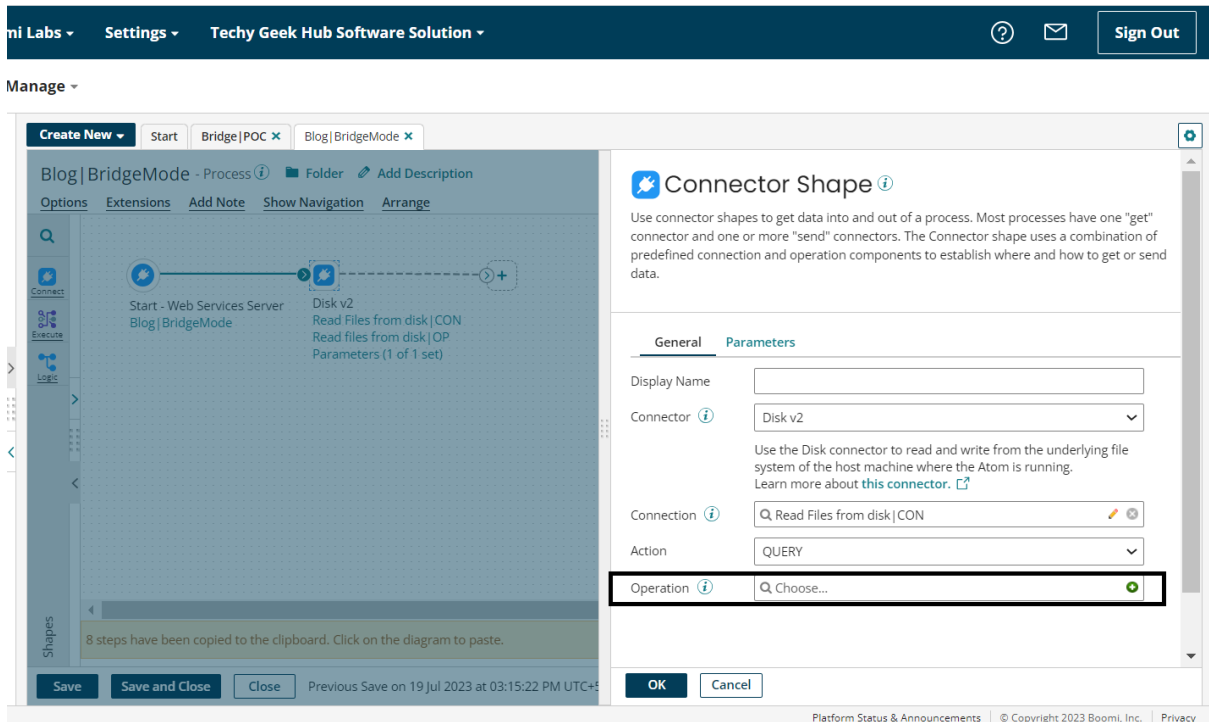 mi Labs
Settings
Techy Geek Hub Software Solution
Sign Out
Manage
Create New
Start
Bridge|POC
Blog|BridgeMode
Blog|BridgeMode - Process
Folder
Add Description
Options
Extensions
Add Note
Show Navigation
Arrange
Connect
Execute
Logic
Shapes
Start - Web Services Server
Blog|BridgeMode
Disk v2
Read Files from disk|CON
Read files from disk|OP
Parameters (1 of 1 set)
8 steps have been copied to the clipboard. Click on the diagram to paste.
Save
Save and Close
Close
Previous Save on 19 Jul 2023 at 03:15:22 PM UTC+5
Connector Shape
Use connector shapes to get data into and out of a process. Most processes have one "get"
connector and one or more "send" connectors. The Connector shape uses a combination of
predefined connection and operation components to establish where and how to get or send
data.
General
Parameters
Display Name
Connector
Disk v2
Use the Disk connector to read and write from the underlying file
system of the host machine where the Atom is running.
Learn more about this connector.
Connection
Read Files from disk|CON
Action
QUERY
Operation
Choose...
OK
Cancel
Platform Status & Announcements
© Copyright 2023 Boomi, Inc.
Privacy